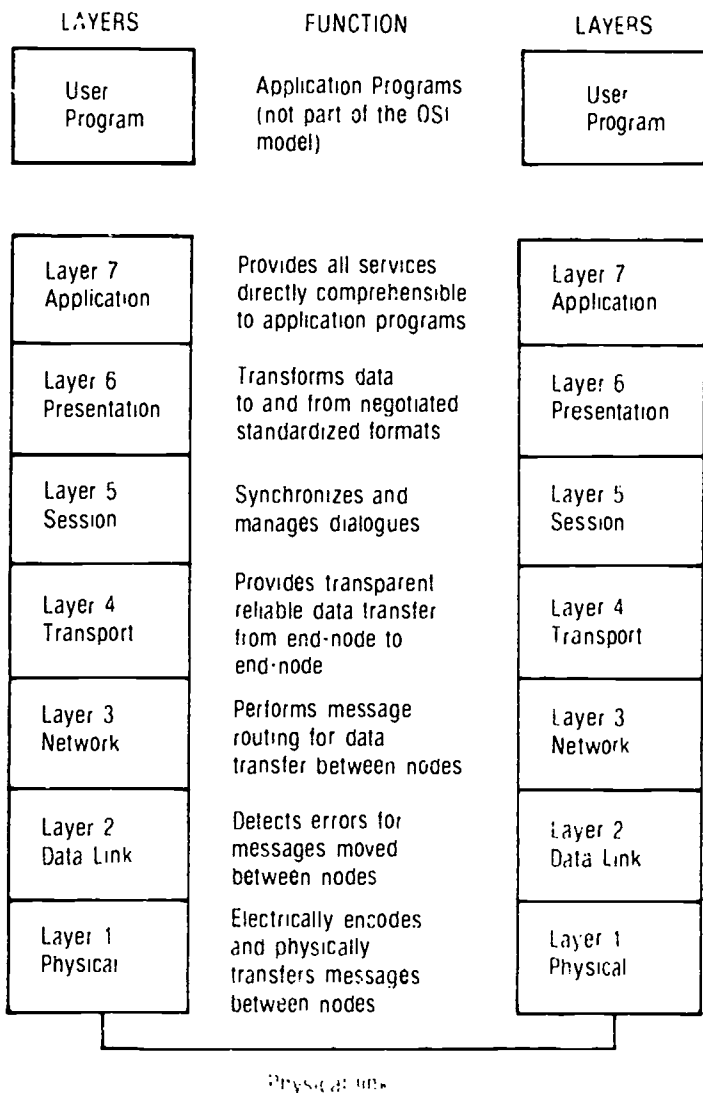 LAYERS FUNCTION LAYERS
User
Program
Application Programs
(not part of the OSI
model)
User
Program
Layer 7
Application
Provides all services
directly comprehensible
to application programs
Layer 7
Application
Layer 6
Presentation
Transforms data
to and from negotiated
standardized formats
Layer 6
Presentation
Layer 5
Session
Synchronizes and
manages dialogues
Layer 5
Session
Layer 4
Transport
Provides transparent
reliable data transfer
from end-node to
end-node
Layer 4
Transport
Layer 3
Network
Performs message
routing for data
transfer between nodes
Layer 3
Network
Layer 2
Data Link
Detects errors for
messages moved
between nodes
Layer 2
Data Link
Layer 1
Physical
Electrically encodes
and physically
transfers messages
between nodes
Layer 1
Physical
Physical link